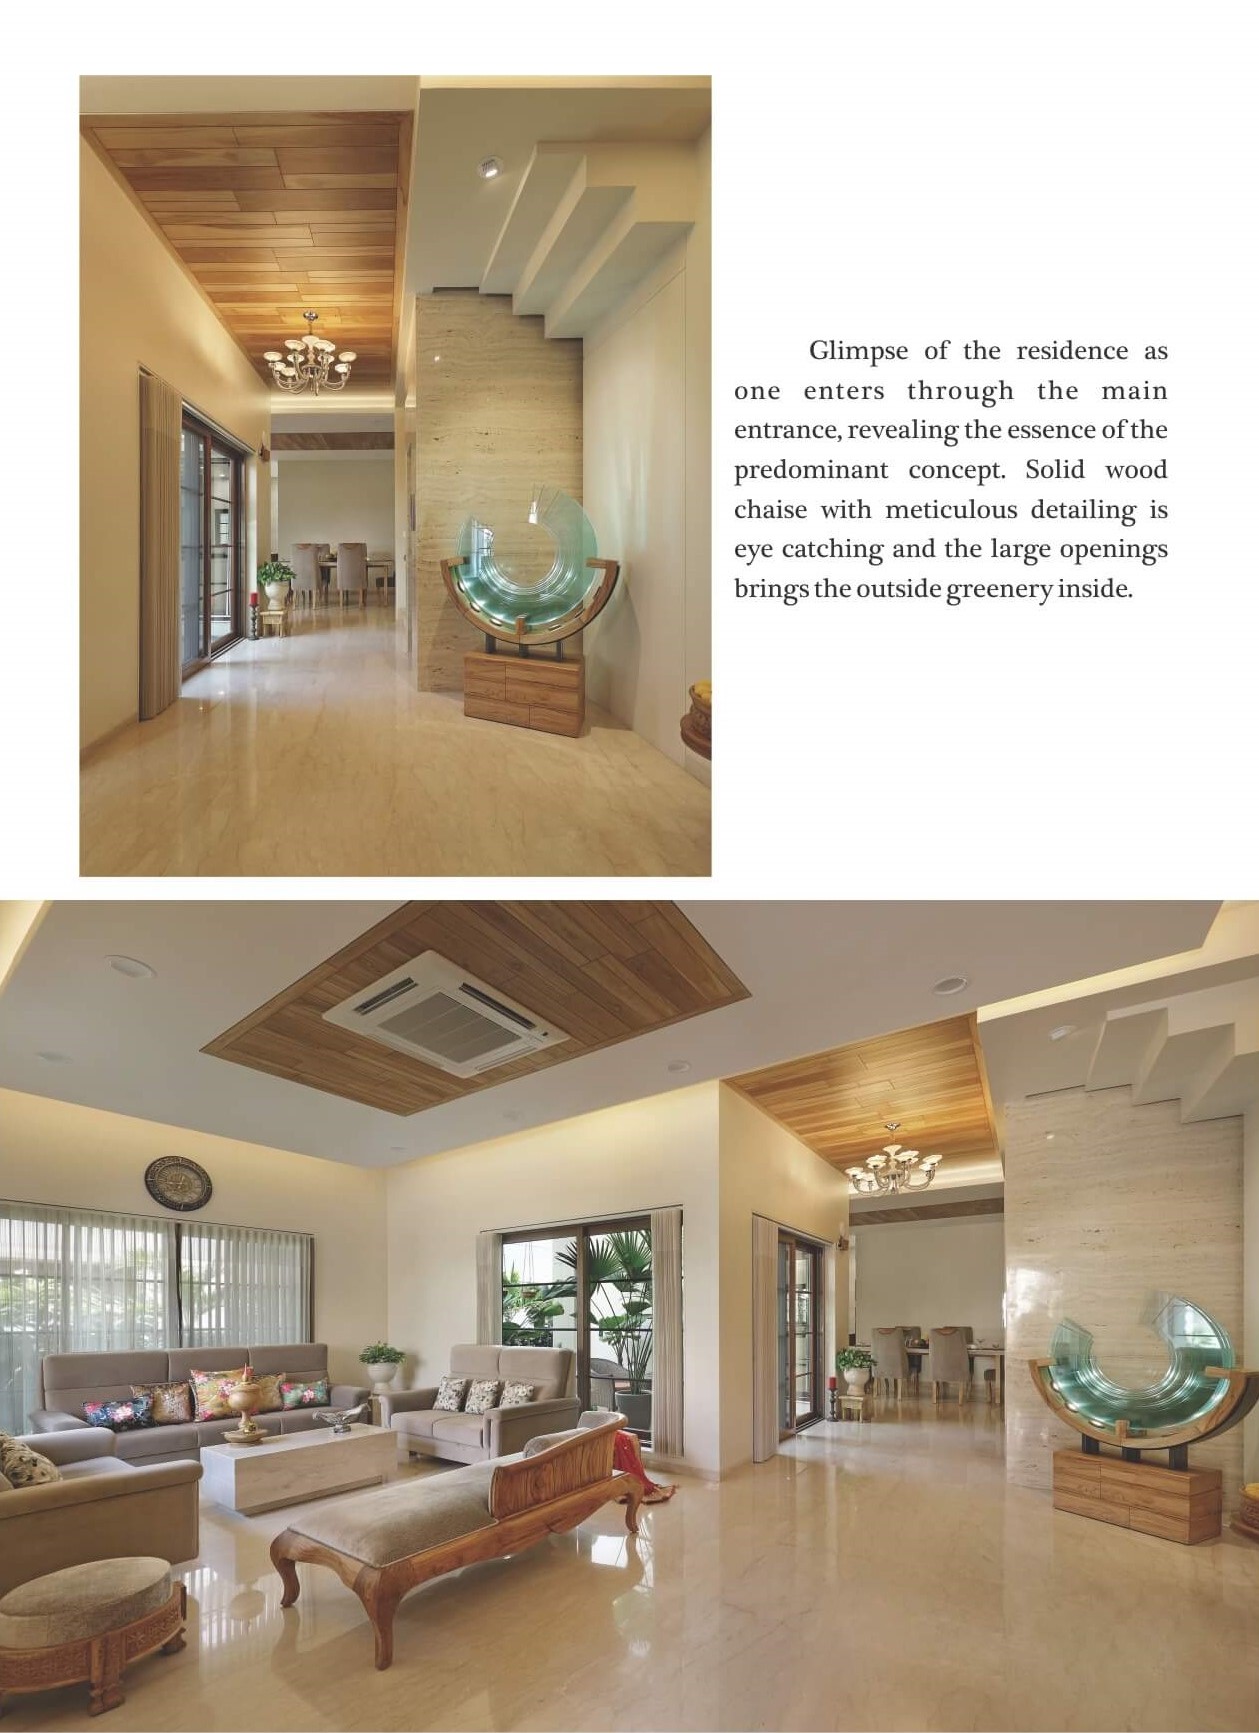 Glimpse of the residence as
one enters through the main
entrance, revealing the essence of the
predominant concept. Solid wood
chaise with meticulous detailing is
eye catching and the large openings
brings the outside greenery inside.